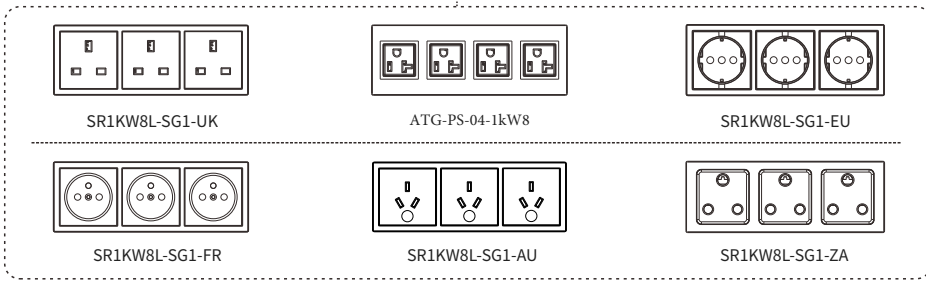 SR1KW8L-SG1-UK
ATG-PS-04-1kW8
SR1KW8L-SG1-EU
SR1KW8L-SG1-FR
SR1KW8L-SG1-AU
SR1KW8L-SG1-ZA